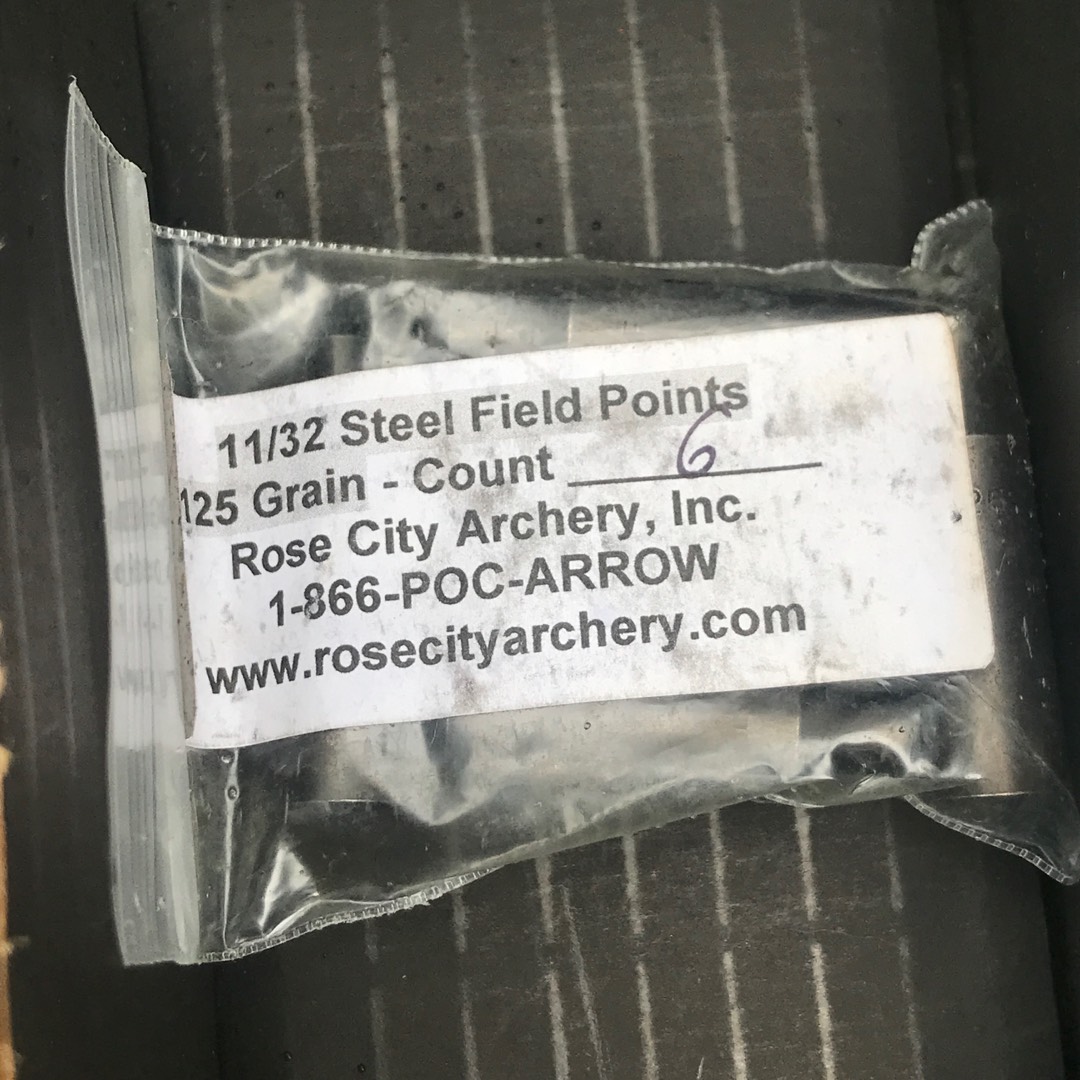 11/32 Steel Field Points
125 Grain - Count 6
Rose City Archery, Inc.
1-866-POC-ARROW
www.rosecityarchery.com